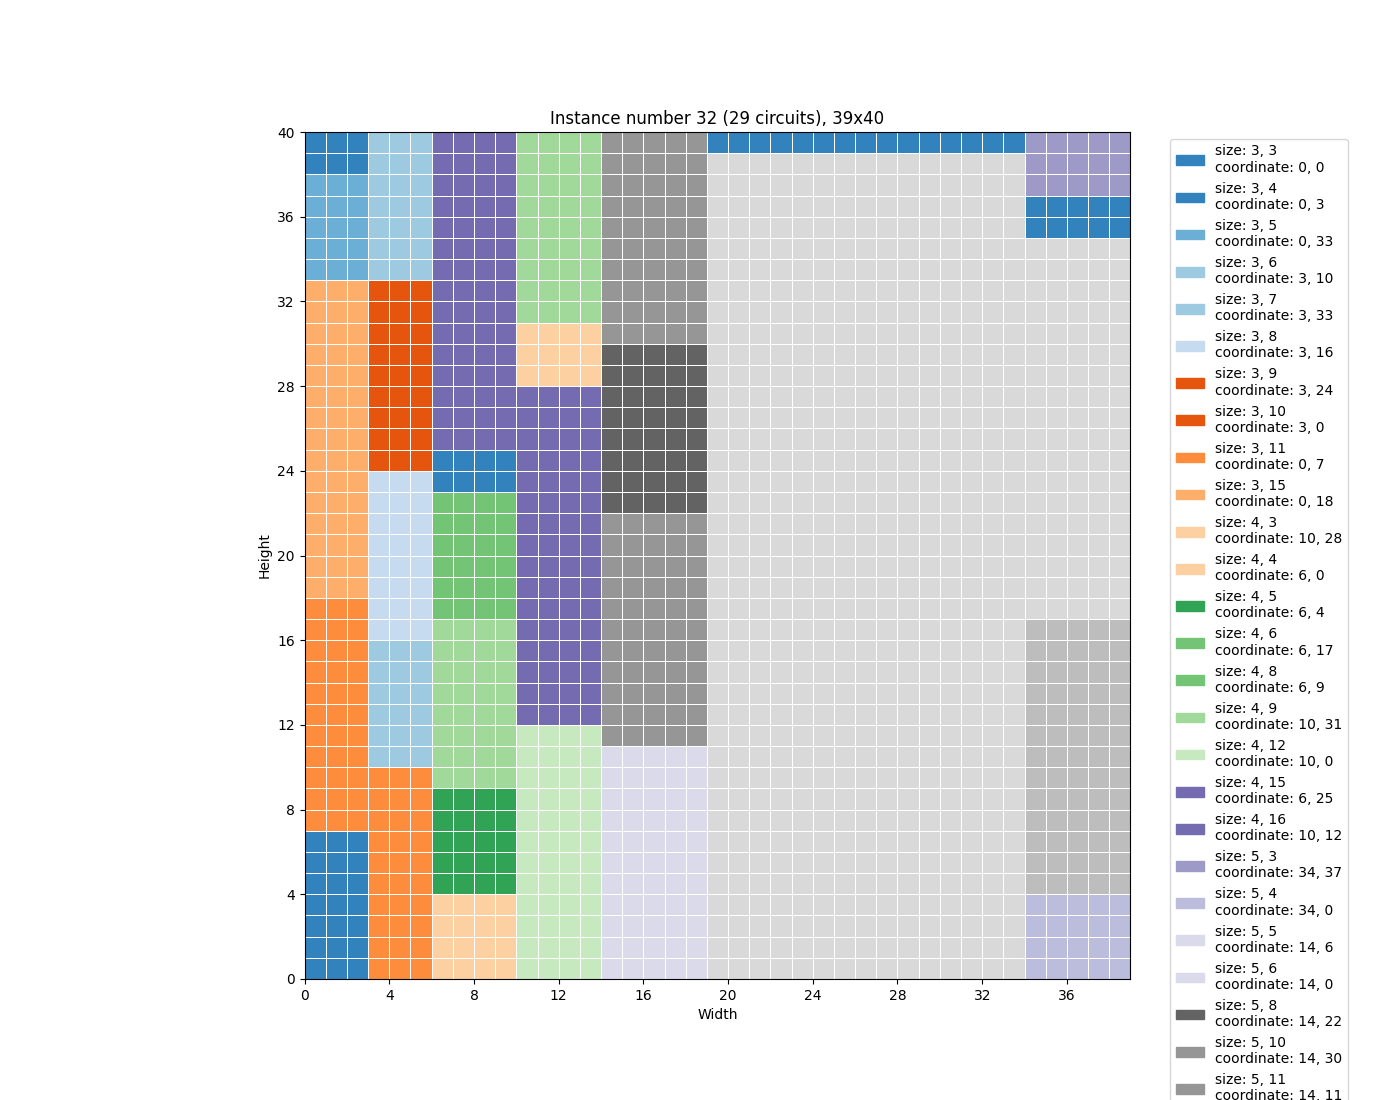 Instance number 32 (29 circuits), 39x40
40
36
32
28
24
20
16
12
8
4
0
Height
0
4
8
12
16
20
24
28
32
36
Width
size: 3, 3
coordinate: 0, 0
size: 3, 4
coordinate: 0, 3
size: 3, 5
coordinate: 0, 33
size: 3, 6
coordinate: 3, 10
size: 3, 7
coordinate: 3, 33
size: 3, 8
coordinate: 3, 16
size: 3, 9
coordinate: 3, 24
size: 3, 10
coordinate: 3, 0
size: 3, 11
coordinate: 0, 7
size: 3, 15
coordinate: 0, 18
size: 4, 3
coordinate: 10, 28
size: 4, 4
coordinate: 6, 0
size: 4, 5
coordinate: 6, 4
size: 4, 6
coordinate: 6, 17
size: 4, 8
coordinate: 6, 9
size: 4, 9
coordinate: 10, 31
size: 4, 12
coordinate: 10, 0
size: 4, 15
coordinate: 6, 25
size: 4, 16
coordinate: 10, 12
size: 5, 3
coordinate: 34, 37
size: 5, 4
coordinate: 34, 0
size: 5, 5
coordinate: 14, 6
size: 5, 6
coordinate: 14, 0
size: 5, 8
coordinate: 14, 22
size: 5, 10
coordinate: 14, 30
size: 5, 11
coordinate: 14, 11